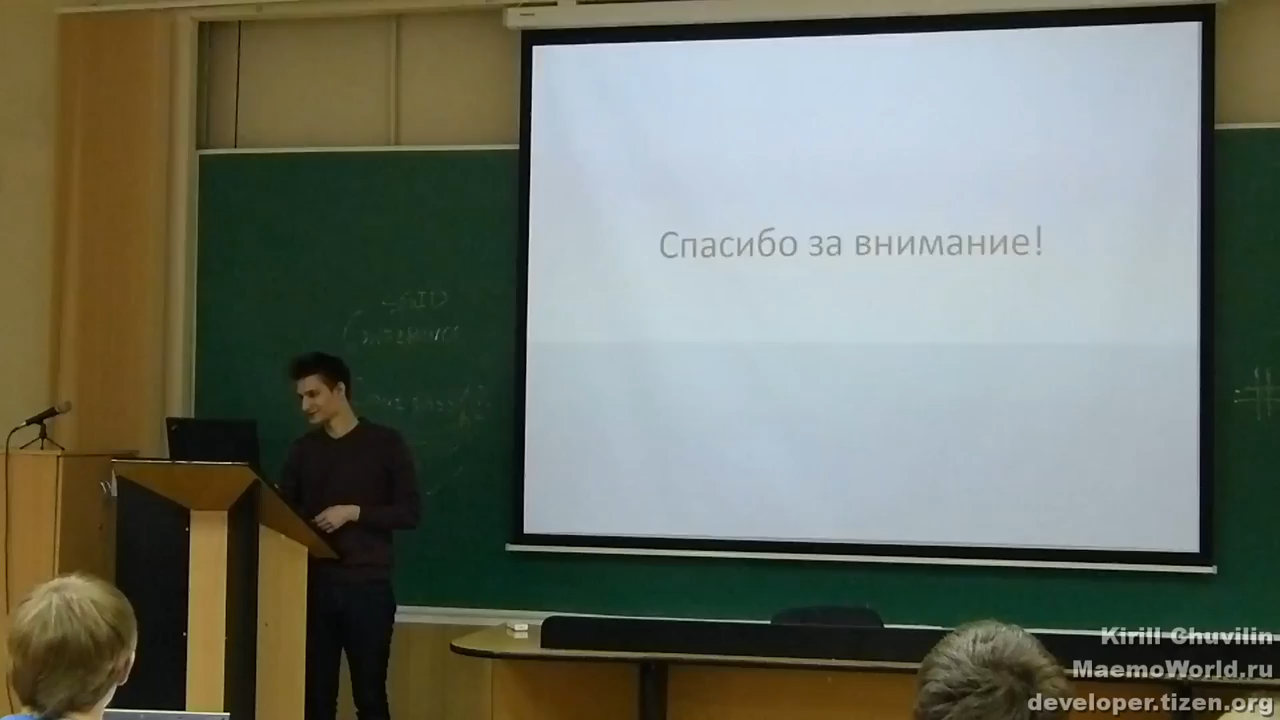 Спасибо за внимание!
Kirill Chuvilin
MaemoWorld.ru
developer.tizen.org